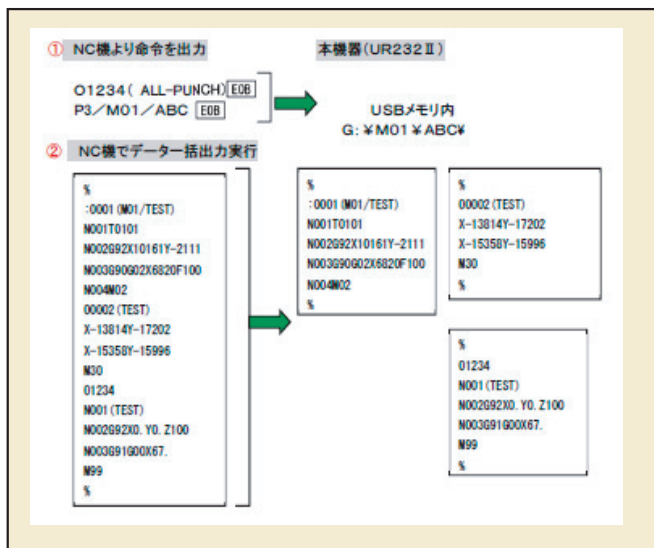 ① NC機より命令を出力
O1234( ALL-PUNCH) EOB
P3/M01/ABC EOB
本機器(UR232Ⅱ)
USBメモリ内
G:¥M01¥ABC¥
② NC機でデータ一括出力実行
%
:0001(M01/TEST)
N001T0101
N002G92X10161Y-2111
N003G90G02X6820F100
N004M02
O0002(TEST)
X-13814Y-17202
X-15358Y-15996
M30
O1234
N001(TEST)
N002G92X0.Y0.Z100
N003G91G00X67.
M99
%
%
:0001(M01/TEST)
N001T0101
N002G92X10161Y-2111
N003G90G02X6820F100
N004M02
%
%
O0002(TEST)
X-13814Y-17202
X-15358Y-15996
M30
%
%
O1234
N001(TEST)
N002G92X0.Y0.Z100
N003G91G00X67.
M99
%